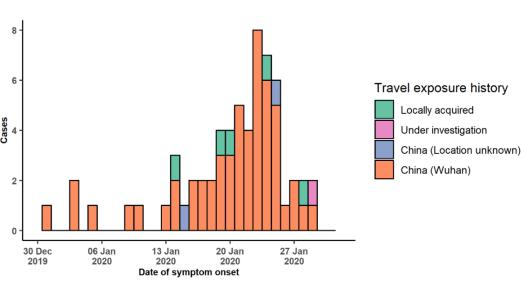 8
6
4
2
0
Cases
30 Dec
2019
06 Jan
2020
13 Jan
2020
20 Jan
2020
27 Jan
2020
Date of symptom onset
Travel exposure history
Locally acquired
Under investigation
China (Location unknown)
China (Wuhan)